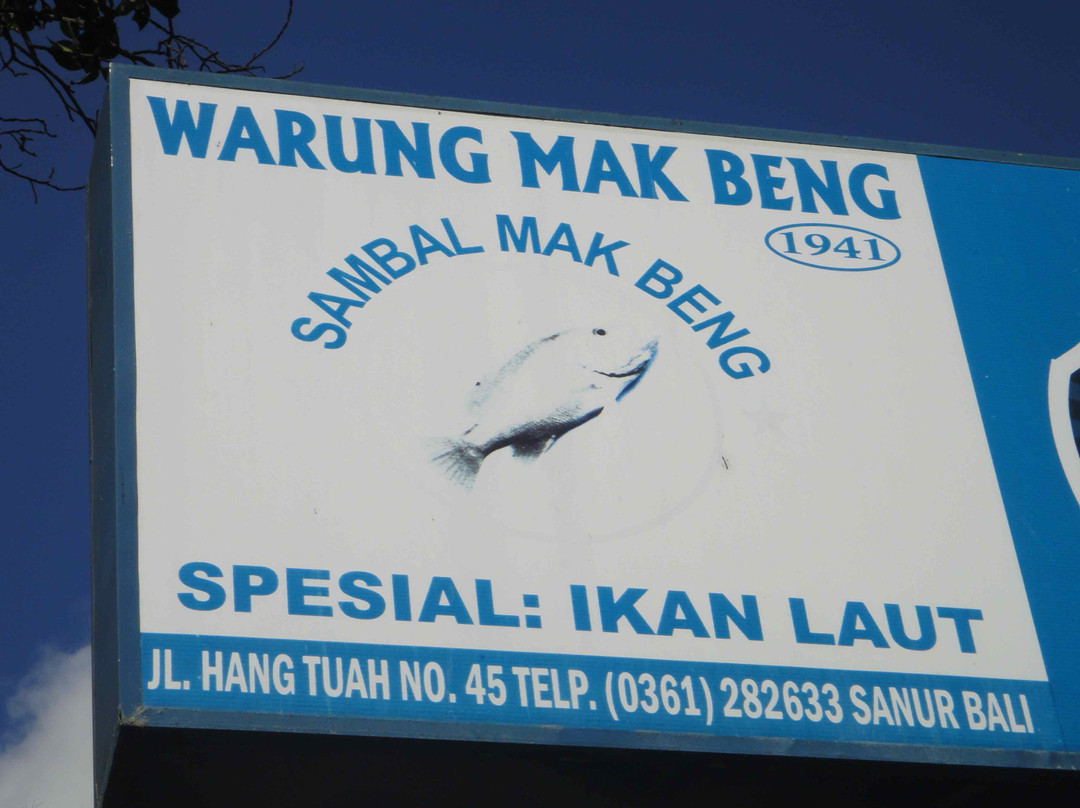 WARUNG MAK BENG
1941
SAMBAL MAK BENG
SPESIAL: IKAN LAUT
JL. HANG TUAH NO. 45 TELP. (0361) 282633 SANUR BALI